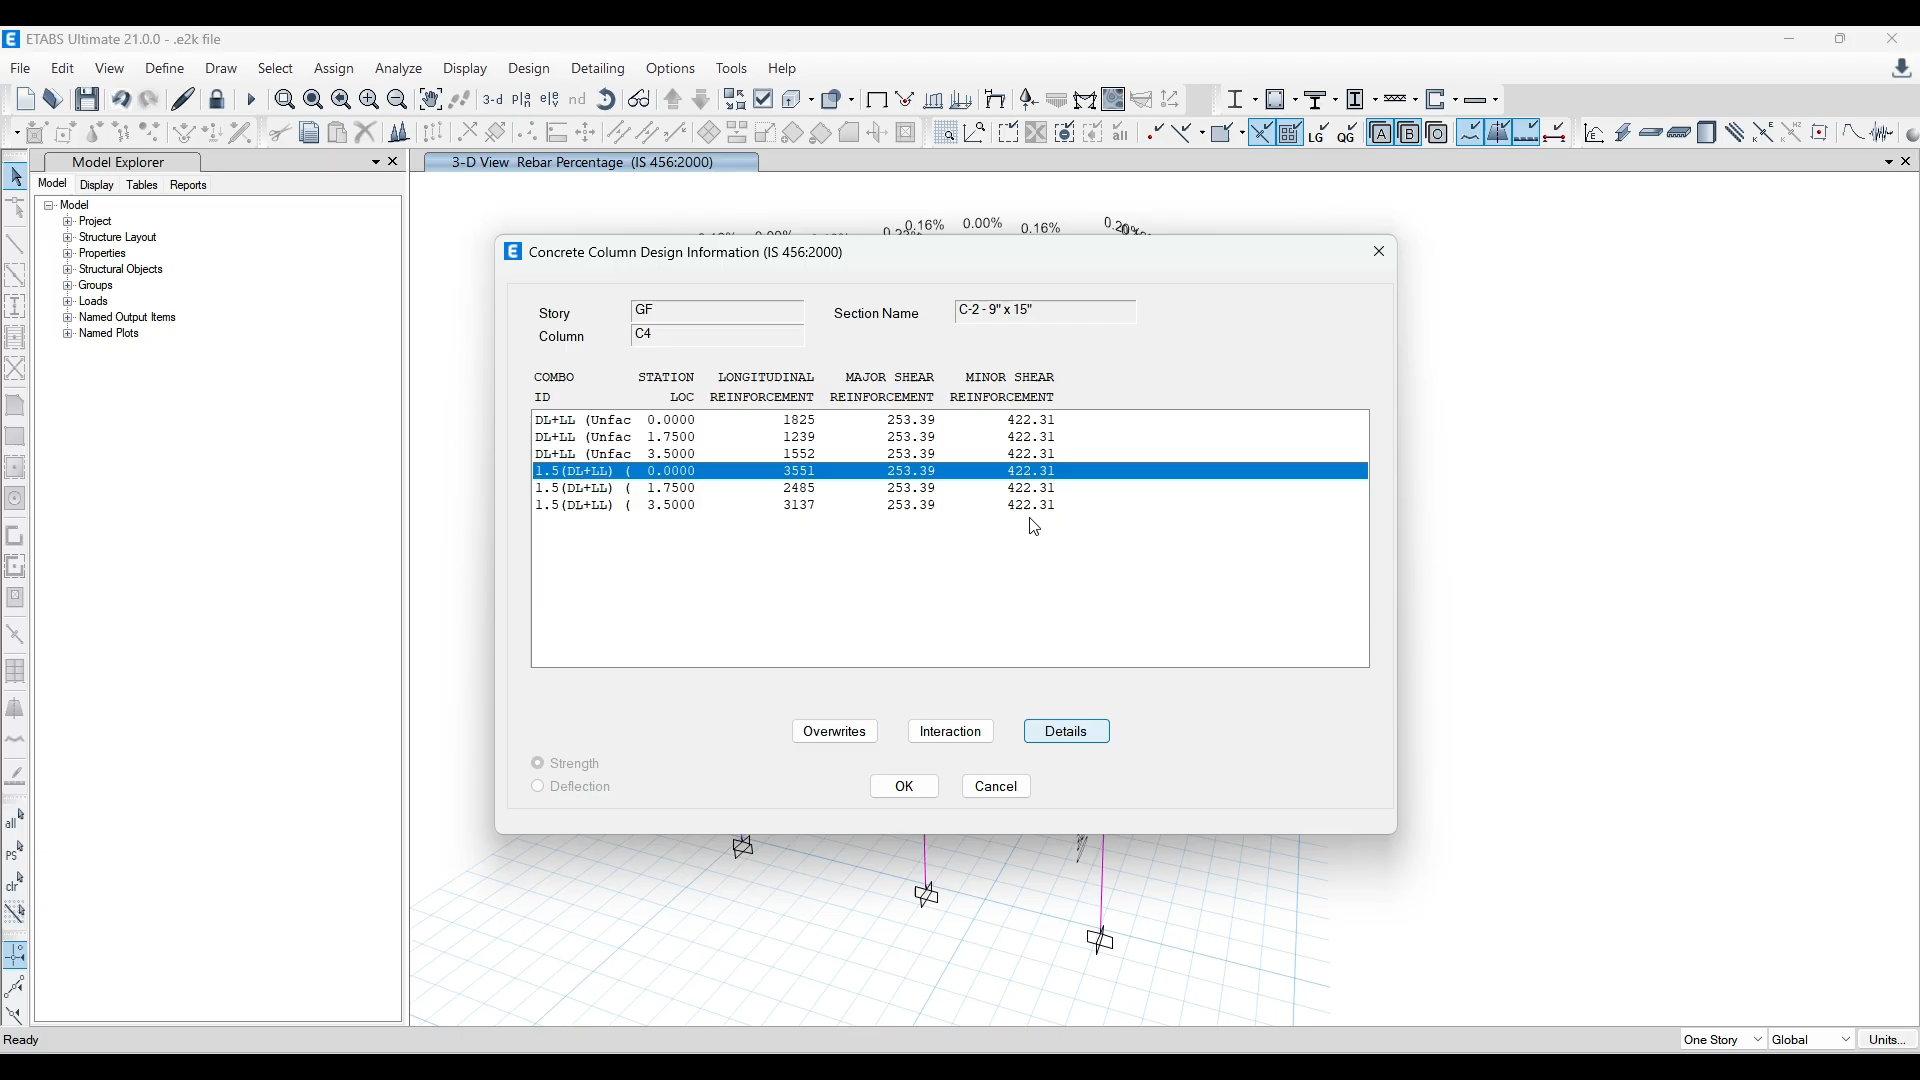 ETABS Ultimate 21.0.0 - .e2k file
File Edit View Define Draw Select Assign Analyze Display Design Detailing Options Tools Help
3-d
nd
all
LG
QG
Model Explorer
3-D View Rebar Percentage (IS 456:2000)
Model Display Tables Reports
Model
Project
Structure Layout
Properties
Structural Objects
Groups
Loads
Named Output Items
Named Plots
0.16% 0.00% 0.16%
Concrete Column Design Information (IS 456:2000)
Story GF Section Name C-2 - 9" x 15"
Column C4
COMBO STATION LONGITUDINAL MAJOR SHEAR MINOR SHEAR
ID LOC REINFORCEMENT REINFORCEMENT REINFORCEMENT
DL+LL (Unfac 0.0000 1825 253.39 422.31
DL+LL (Unfac 1.7500 1239 253.39 422.31
DL+LL (Unfac 3.5000 1552 253.39 422.31
1.5(DL+LL) ( 0.0000 3551 253.39 422.31
1.5(DL+LL) ( 1.7500 2485 253.39 422.31
1.5(DL+LL) ( 3.5000 3137 253.39 422.31
Overwrites Interaction Details
Strength
Deflection
OK Cancel
all
PS
clr
Ready
One Story Global Units...